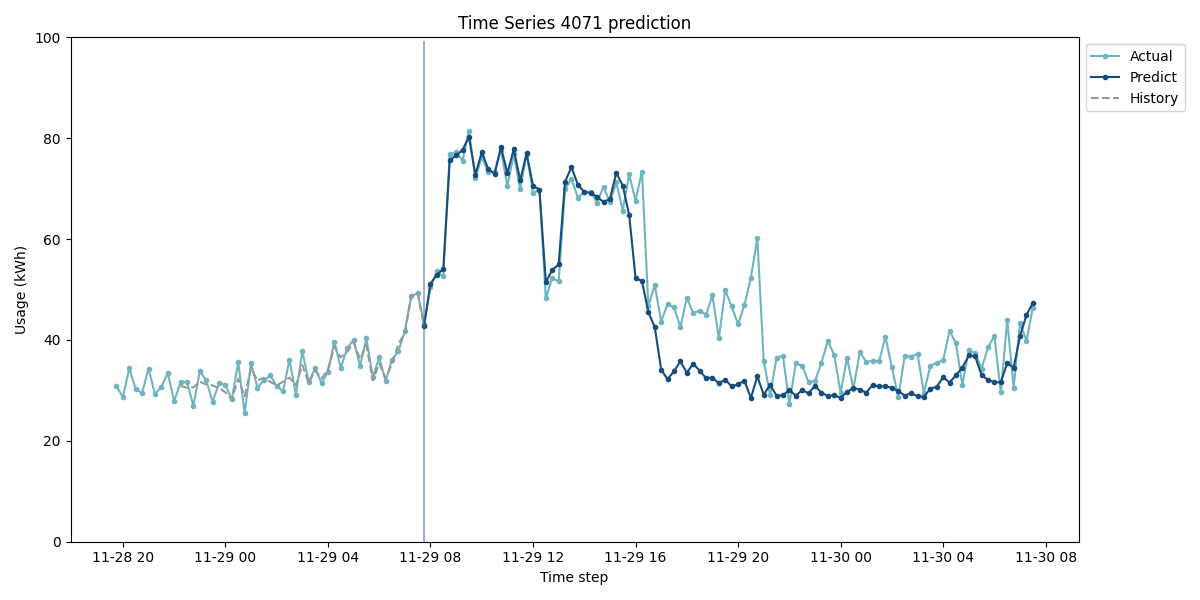 Time Series 4071 prediction
100
80
60
40
20
0
Usage (kWh)
11-28 20
11-29 00
11-29 04
11-29 08
11-29 12
11-29 16
11-29 20
11-30 00
11-30 04
11-30 08
Time step
Actual
Predict
History